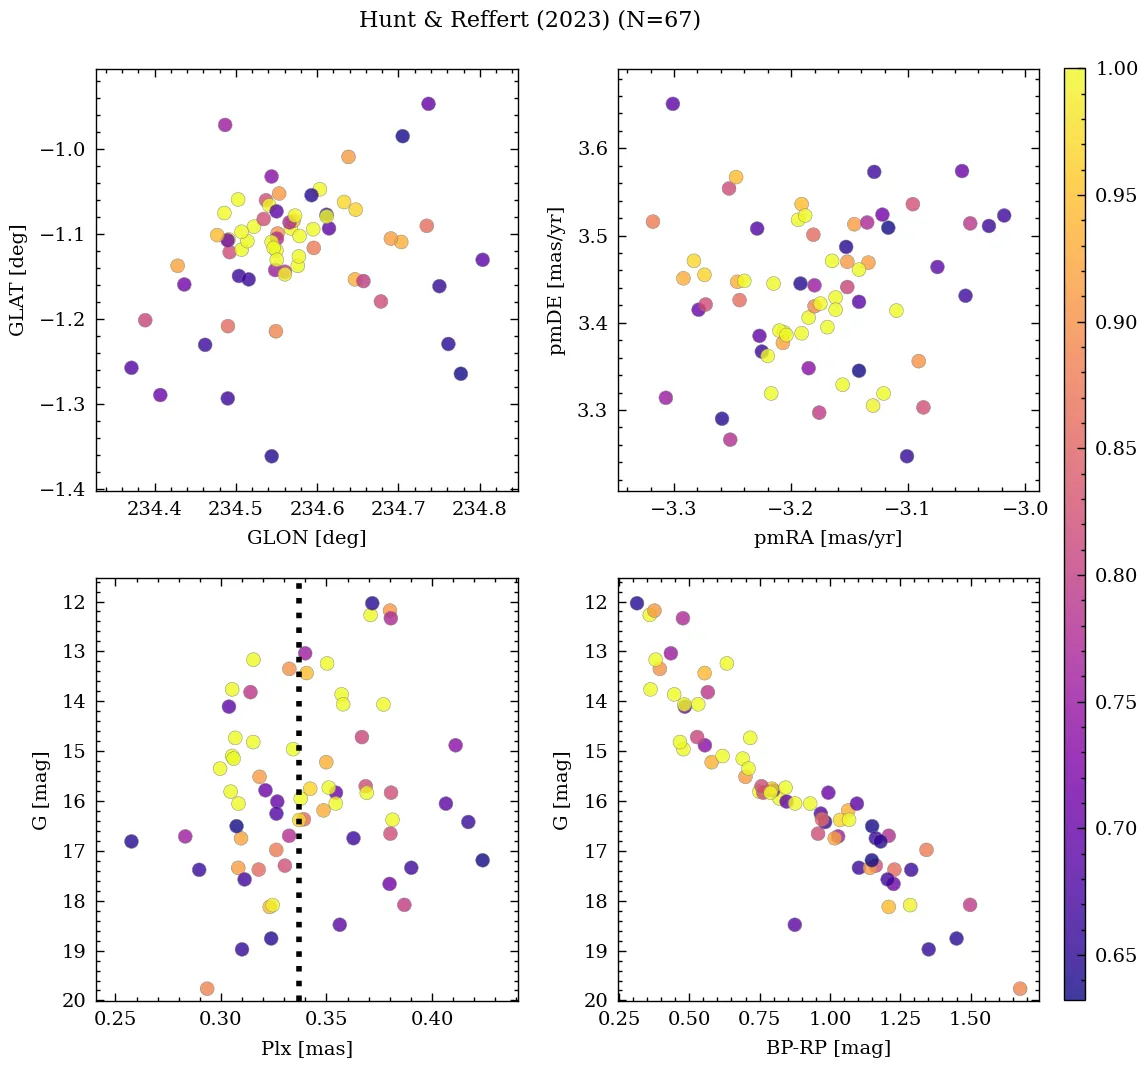 Hunt & Reffert (2023) (N=67)
−1.0
−1.1
−1.2
−1.3
−1.4
GLAT [deg]
234.4 234.5 234.6 234.7 234.8
GLON [deg]
3.6
3.5
3.4
3.3
pmDE [mas/yr]
−3.3 −3.2 −3.1 −3.0
pmRA [mas/yr]
12
13
14
15
16
17
18
19
20
G [mag]
0.25 0.30 0.35 0.40
Plx [mas]
12
13
14
15
16
17
18
19
20
G [mag]
0.25 0.50 0.75 1.00 1.25 1.50
BP-RP [mag]
1.00
0.95
0.90
0.85
0.80
0.75
0.70
0.65